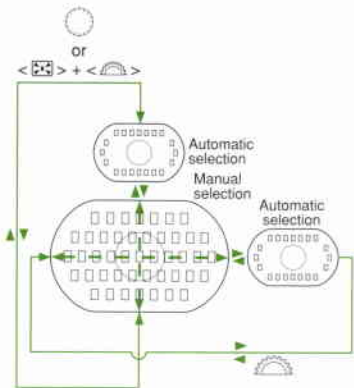 or
< > + < >
Automatic
selection
Manual
selection
Automatic
selection